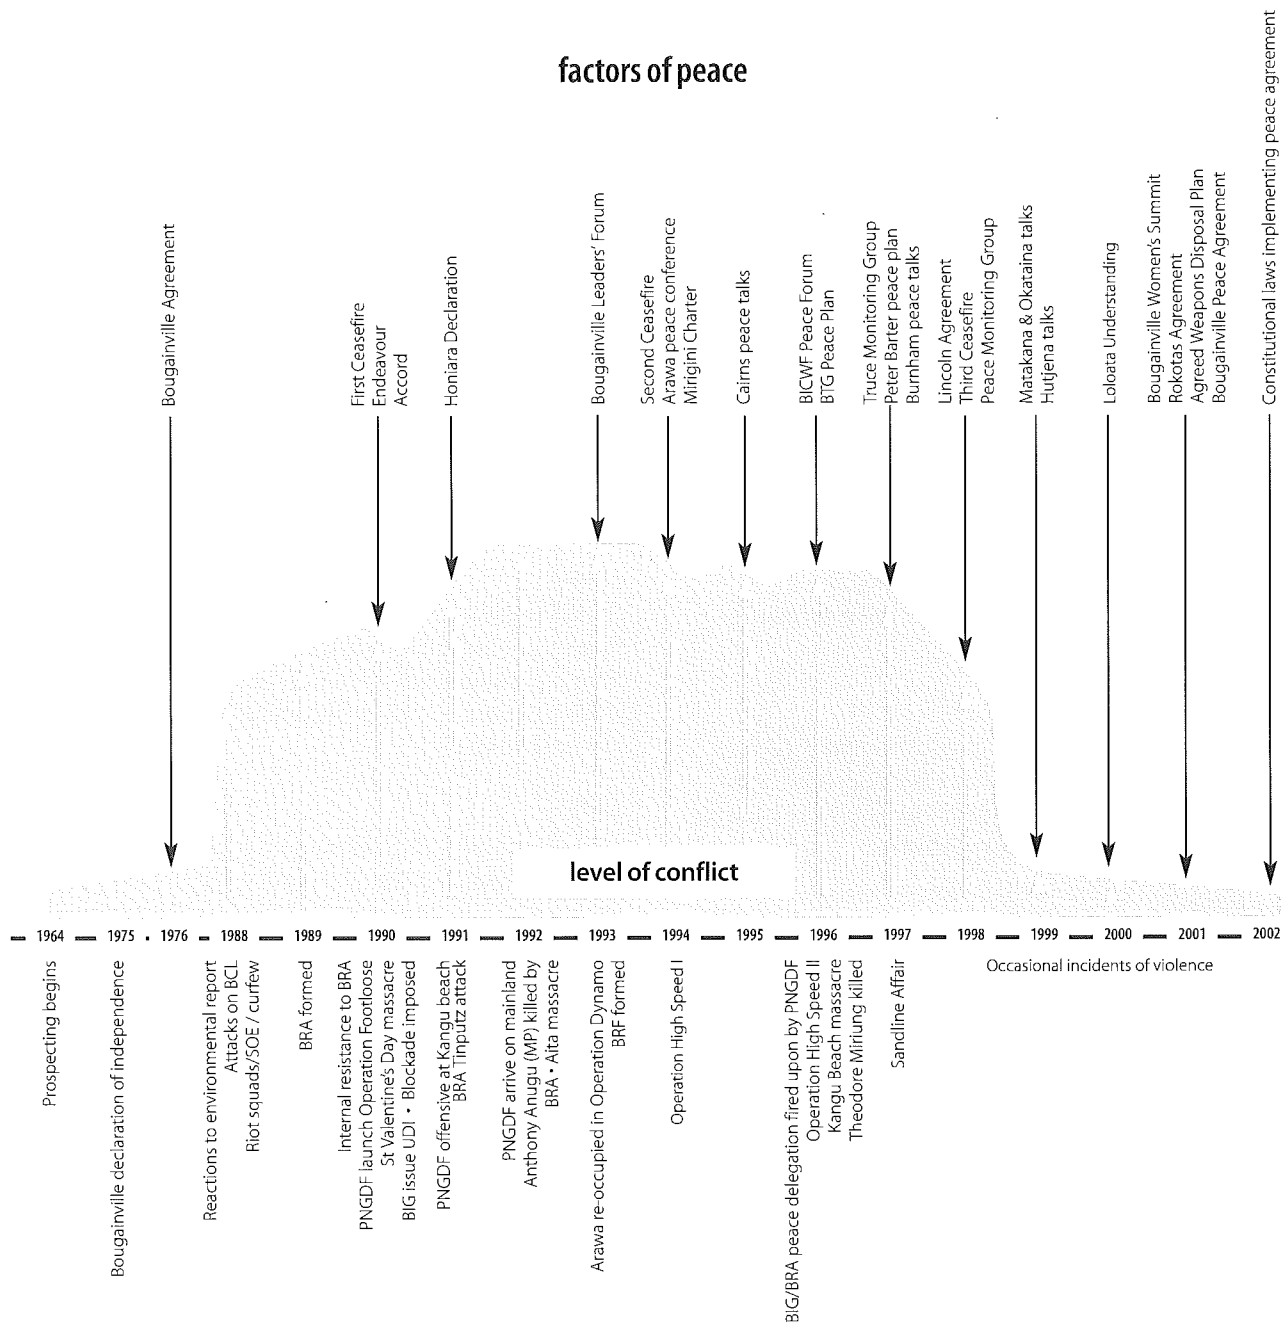 factors of peace
Bougainville Agreement
First Ceasefire
Endeavour
Accord
Honiara Declaration
Bougainville Leaders' Forum
Second Ceasefire
Arawa peace conference
Mirigini Charter
Cairns peace talks
BICWF Peace Forum
BTG Peace Plan
Truce Monitoring Group
Peter Barter peace plan
Burnham peace talks
Lincoln Agreement
Third Ceasefire
Peace Monitoring Group
Matakana & Okataina talks
Hutjena talks
Loloata Understanding
Bougainville Women's Summit
Rokotas Agreement
Agreed Weapons Disposal Plan
Bougainville Peace Agreement
Constitutional laws implementing peace agreement
level of conflict
1964 1975 1976 1988 1989 1990 1991 1992 1993 1994 1995 1996 1997 1998 1999 2000 2001 2002
Prospecting begins
Bougainville declaration of independence
Reactions to environmental report
Attacks on BCL
Riot squads/SOE / curfew
BRA formed
Internal resistance to BRA
PNGDF launch Operation Footloose
St Valentine's Day massacre
BIG issue UDI • Blockade imposed
PNGDF offensive at Kangu beach
BRA Tinputz attack
PNGDF arrive on mainland
Anthony Anugu (MP) killed by
BRA • Aita massacre
Arawa re-occupied in Operation Dynamo
BRF formed
Operation High Speed I
BIG/BRA peace delegation fired upon by PNGDF
Operation High Speed II
Kangu Beach massacre
Theodore Miriung killed
Sandline Affair
Occasional incidents of violence